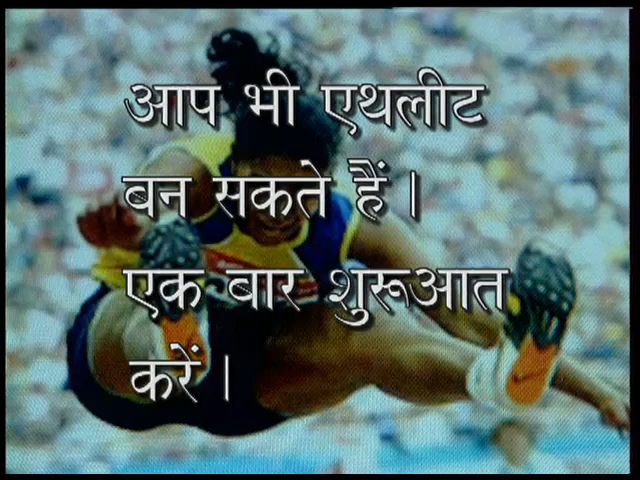 आप भी एथलीट
बन सकते हैं।
एक बार शुरूआत
करें।